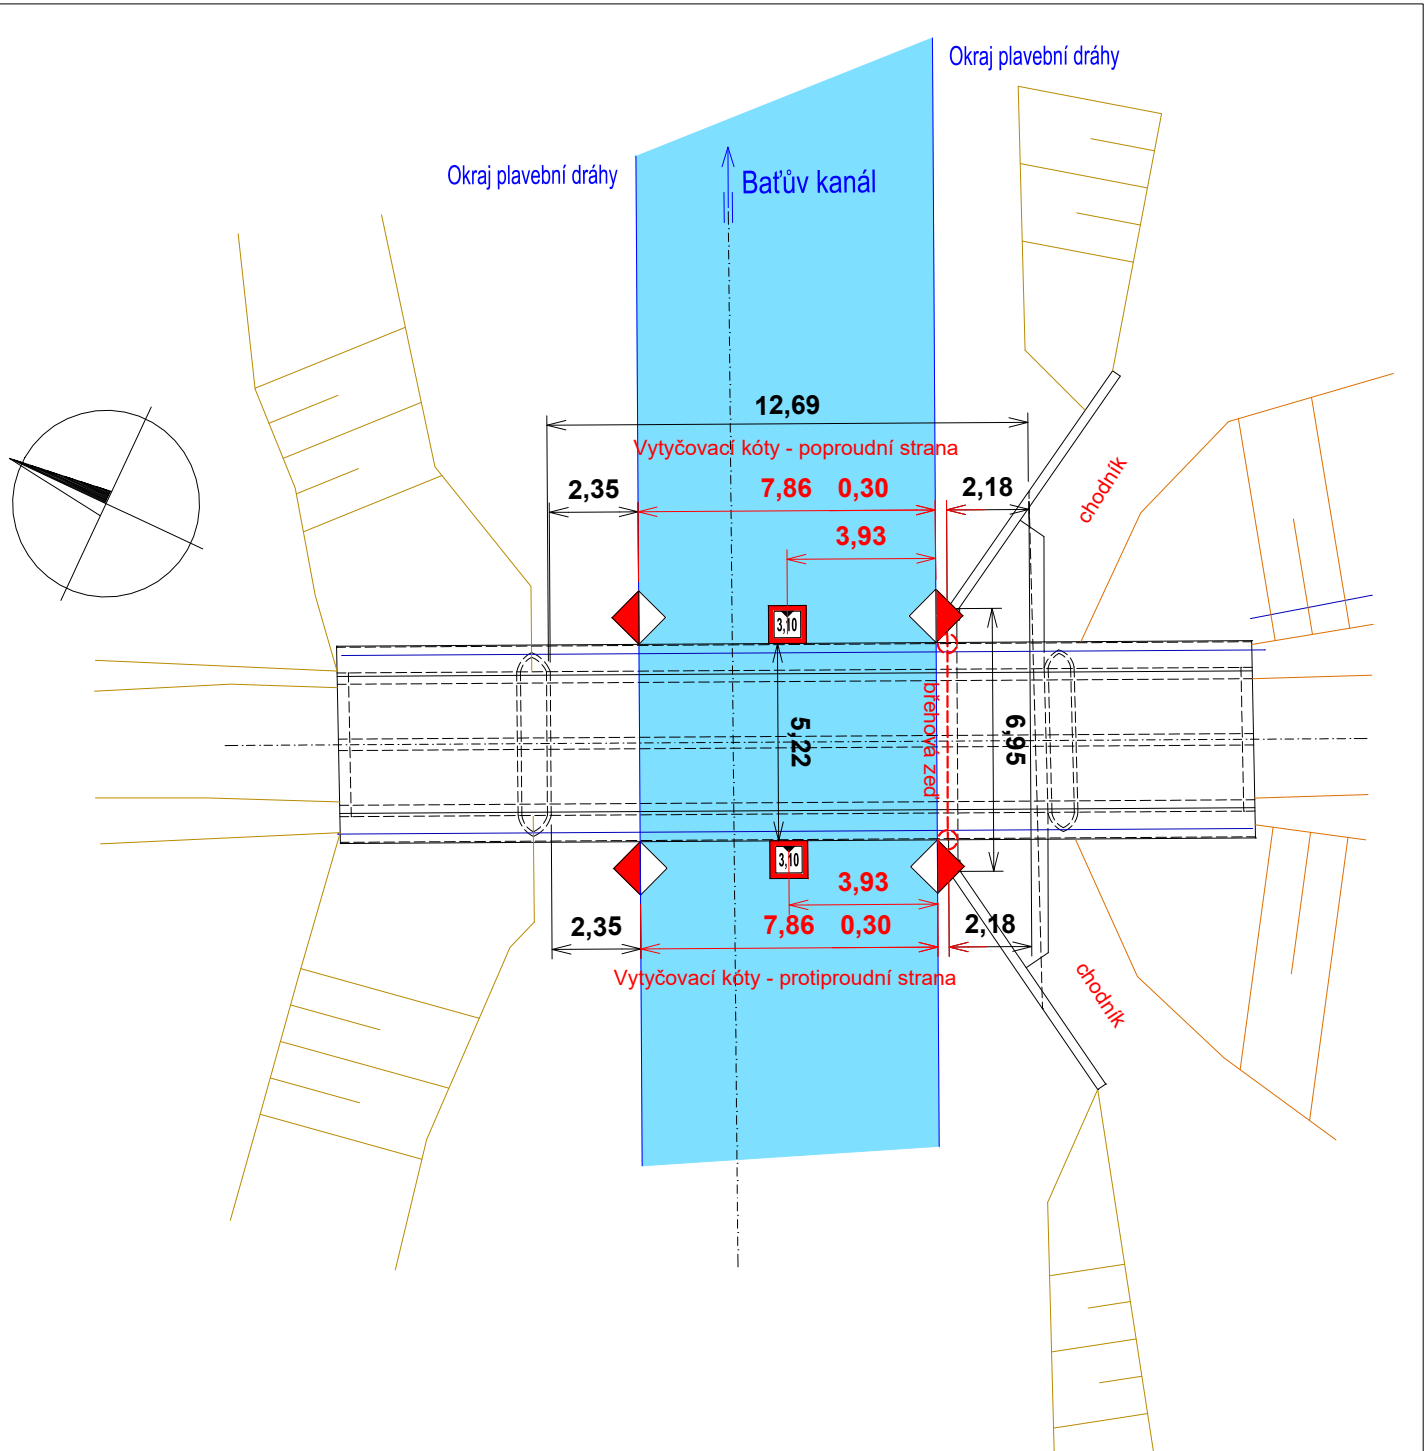 Okraj plavební dráhy
Okraj plavební dráhy
Baťův kanál
12,69
Vytyčovací kóty - poproudní strana
2,35
7,86
0,30
2,18
3,93
chodník
3,10
břehová zeď
5,22
6,95
3,10
3,93
2,35
7,86
0,30
2,18
Vytyčovací kóty - protiproudní strana
chodník